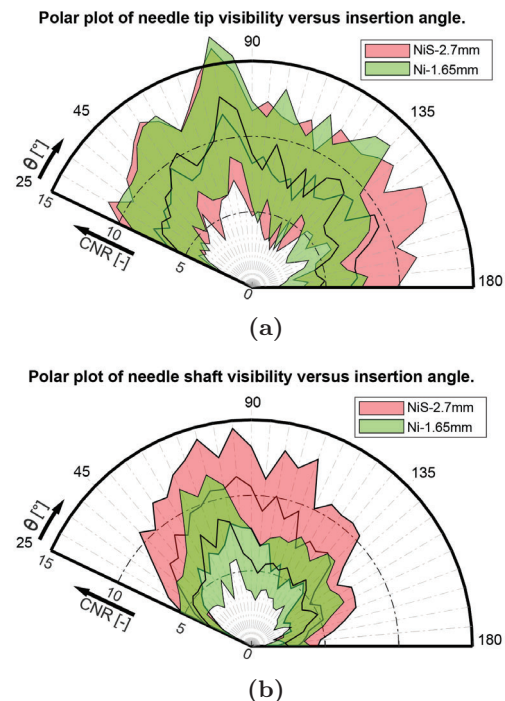 Polar plot of needle tip visibility versus insertion angle.
90
NiS-2.7mm
Ni-1.65mm
45
135
θ [°]
25
15
10
CNR [-]
5
0
180
(a)
Polar plot of needle shaft visibility versus insertion angle.
90
NiS-2.7mm
Ni-1.65mm
45
135
θ [°]
25
15
10
CNR [-]
5
0
180
(b)